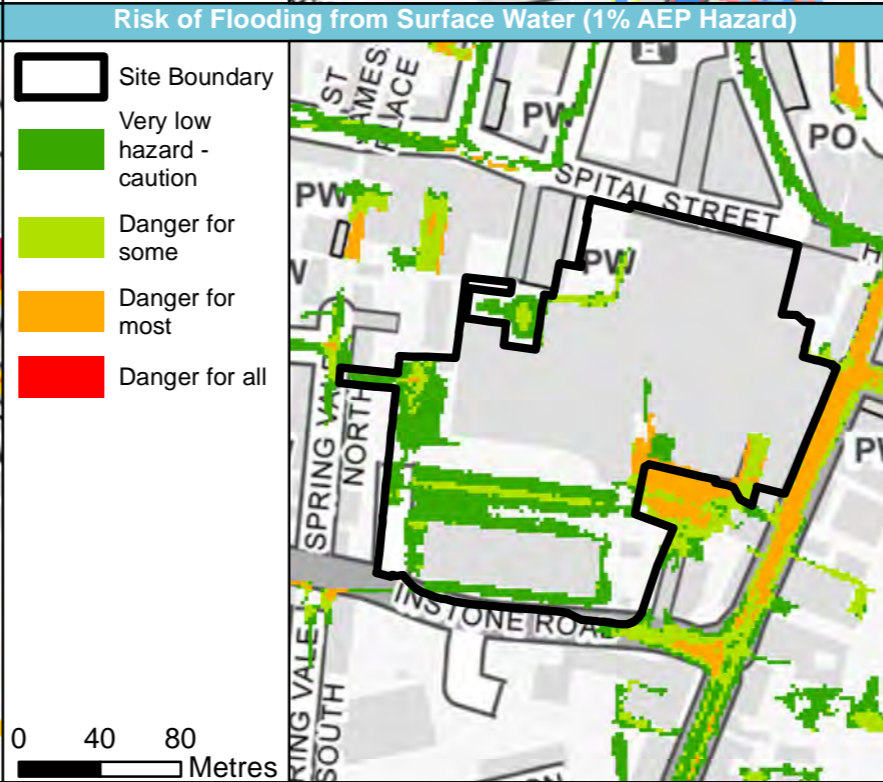 Risk of Flooding from Surface Water (1% AEP Hazard)
Site Boundary
Very low
hazard -
caution
Danger for
some
Danger for
most
Danger for all
0 40 80
Metres
ST
AMES
PLACE
PW
PO
SPITAL STREET
PW
PW
H
W
SPRING VALE
NORTH
PW
INSTONE ROAD
RING VALE
SOUTH